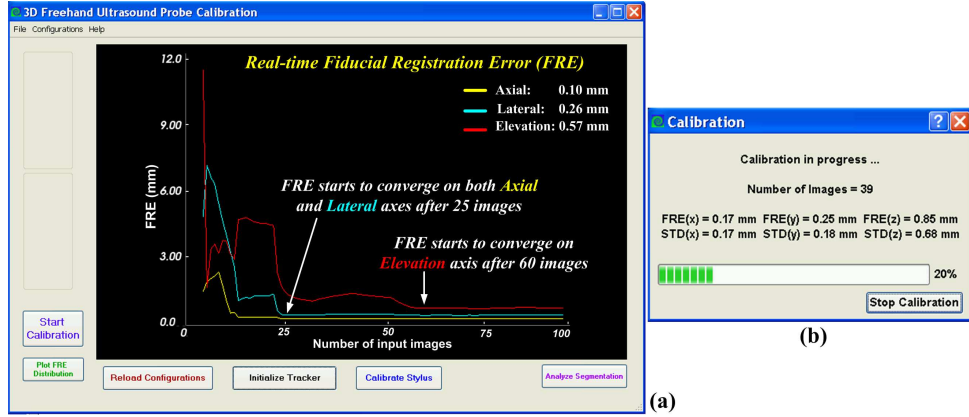 3D Freehand Ultrasound Probe Calibration
File Configurations Help
Real-time Fiducial Registration Error (FRE)
Axial: 0.10 mm
Lateral: 0.26 mm
Elevation: 0.57 mm
12.0
9.00
6.00
3.00
0.0
FRE (mm)
FRE starts to converge on both Axial
and Lateral axes after 25 images
FRE starts to converge on
Elevation axis after 60 images
0 25 50 75 100
Number of input images
Start
Calibration
Plot FRE
Distribution
Reload Configurations
Initialize Tracker
Calibrate Stylus
Analyze Segmentation
(a)
Calibration
Calibration in progress ...
Number of Images = 39
FRE(x) = 0.17 mm FRE(y) = 0.25 mm FRE(z) = 0.85 mm
STD(x) = 0.17 mm STD(y) = 0.18 mm STD(z) = 0.68 mm
20%
Stop Calibration
(b)